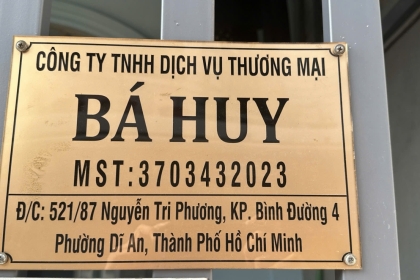 CÔNG TY TNHH DỊCH VỤ THƯƠNG MẠI
BÁ HUY
MST:3703432023
Đ/C: 521/87 Nguyễn Tri Phương, KP. Bình Đường 4
Phường Dĩ An, Thành Phố Hồ Chí Minh